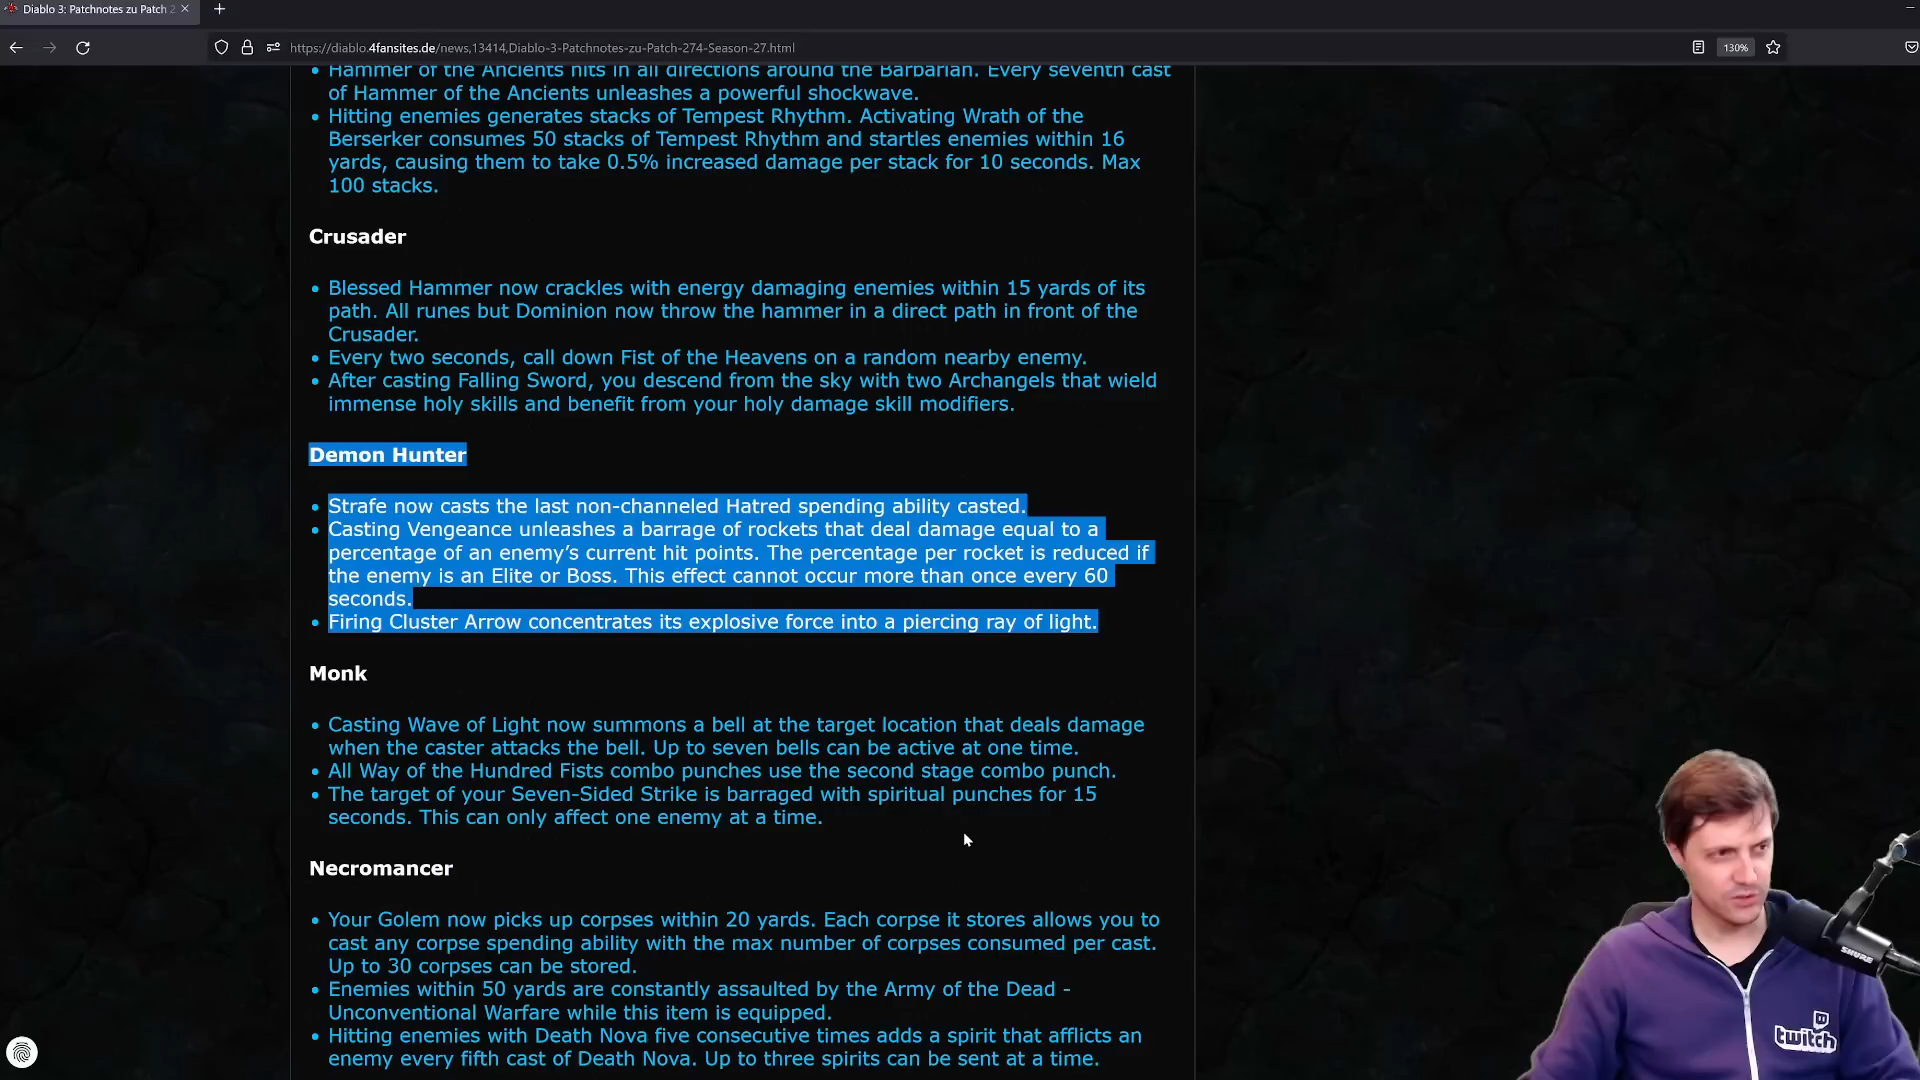 Diablo 3: Patchnotes zu Patch 2
https://diablo.4fansites.de/news,13414,Diablo-3-Patchnotes-zu-Patch-274-Season-27.html
130%
Hammer of the Ancients hits in all directions around the Barbarian. Every seventh cast
of Hammer of the Ancients unleashes a powerful shockwave.
Hitting enemies generates stacks of Tempest Rhythm. Activating Wrath of the
Berserker consumes 50 stacks of Tempest Rhythm and startles enemies within 16
yards, causing them to take 0.5% increased damage per stack for 10 seconds. Max
100 stacks.
Crusader
Blessed Hammer now crackles with energy damaging enemies within 15 yards of its
path. All runes but Dominion now throw the hammer in a direct path in front of the
Crusader.
Every two seconds, call down Fist of the Heavens on a random nearby enemy.
After casting Falling Sword, you descend from the sky with two Archangels that wield
immense holy skills and benefit from your holy damage skill modifiers.
Demon Hunter
Strafe now casts the last non-channeled Hatred spending ability casted.
Casting Vengeance unleashes a barrage of rockets that deal damage equal to a
percentage of an enemy’s current hit points. The percentage per rocket is reduced if
the enemy is an Elite or Boss. This effect cannot occur more than once every 60
seconds.
Firing Cluster Arrow concentrates its explosive force into a piercing ray of light.
Monk
Casting Wave of Light now summons a bell at the target location that deals damage
when the caster attacks the bell. Up to seven bells can be active at one time.
All Way of the Hundred Fists combo punches use the second stage combo punch.
The target of your Seven-Sided Strike is barraged with spiritual punches for 15
seconds. This can only affect one enemy at a time.
Necromancer
Your Golem now picks up corpses within 20 yards. Each corpse it stores allows you to
cast any corpse spending ability with the max number of corpses consumed per cast.
Up to 30 corpses can be stored.
Enemies within 50 yards are constantly assaulted by the Army of the Dead -
Unconventional Warfare while this item is equipped.
Hitting enemies with Death Nova five consecutive times adds a spirit that afflicts an
enemy every fifth cast of Death Nova. Up to three spirits can be sent at a time.
SHURE
twitch